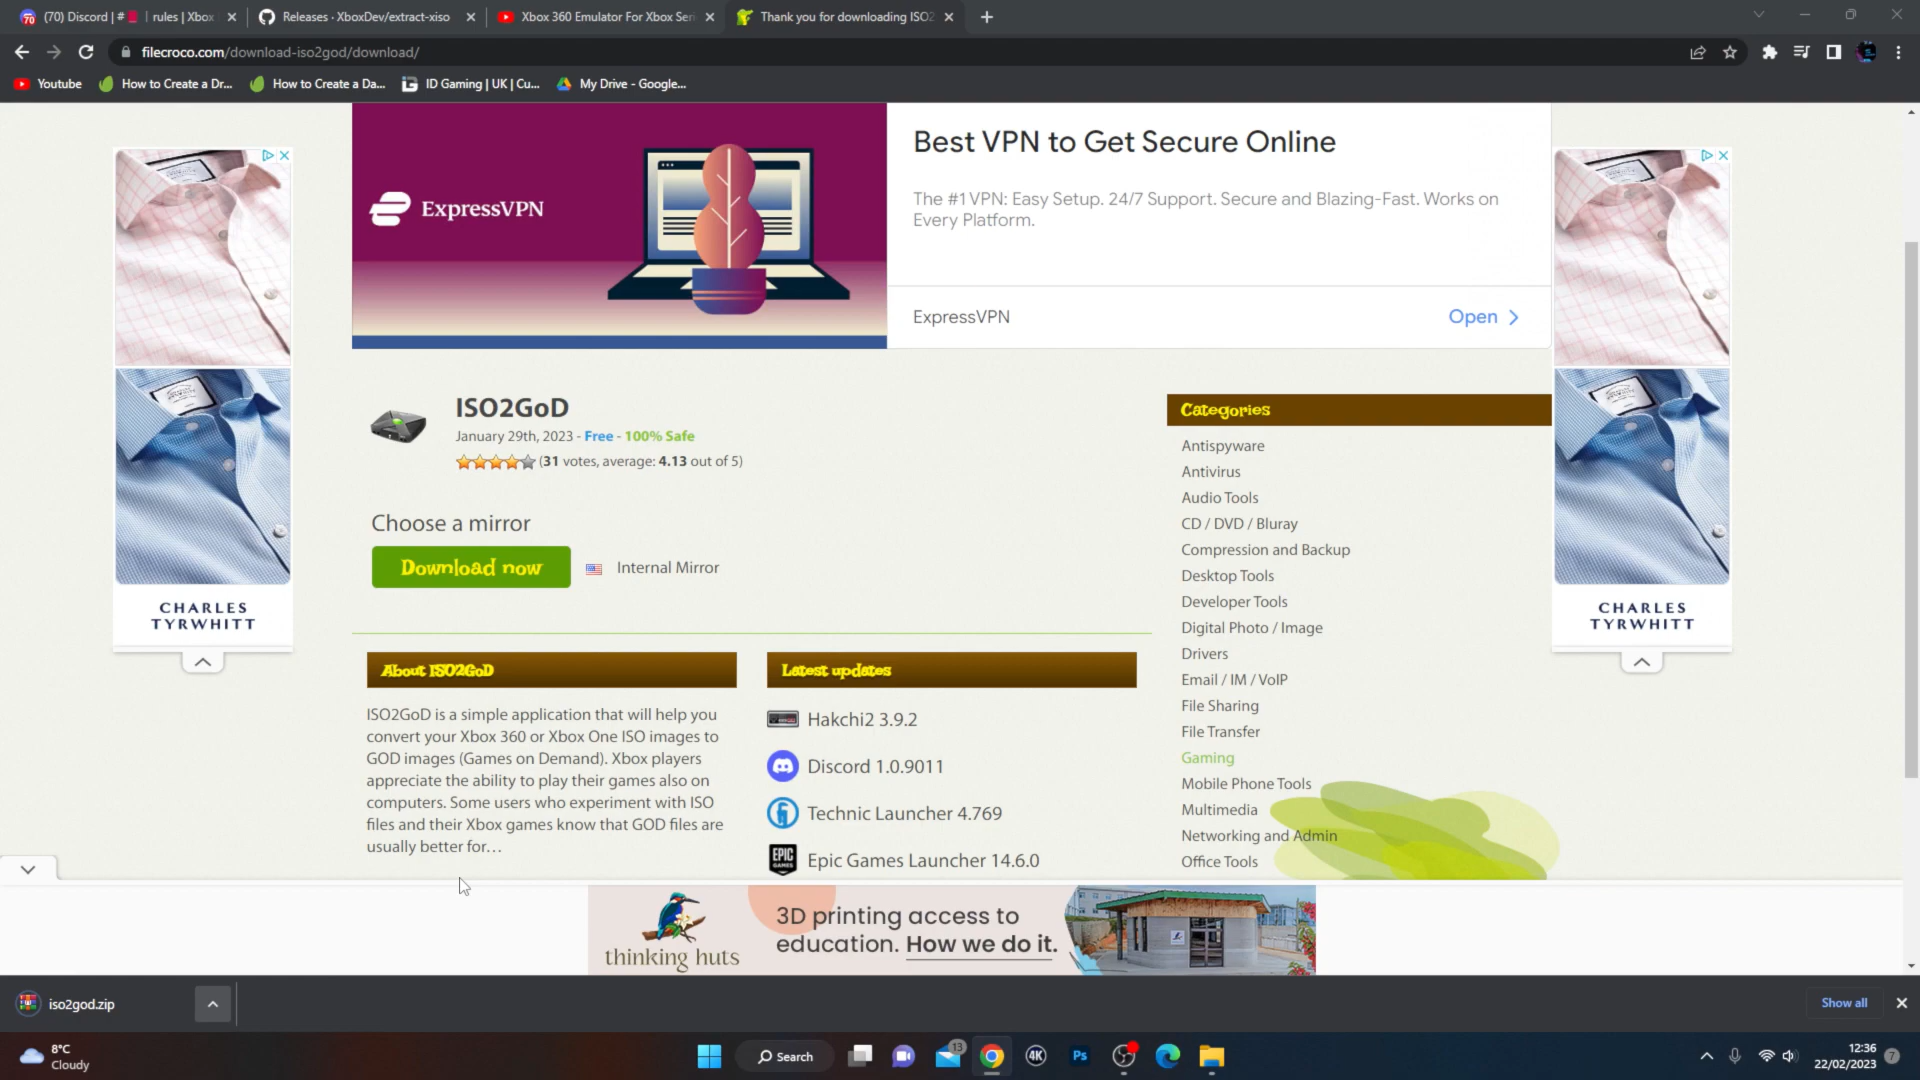 (70) Discord | #
| rules | Xbox
Releases · XboxDev/extract-xiso
Xbox 360 Emulator For Xbox Seri
Thank you for downloading ISO2
filecroco.com/download-iso2god/download/
Youtube
How to Create a Dr...
How to Create a Da...
ID Gaming | UK | Cu...
My Drive - Google...
ExpressVPN
Best VPN to Get Secure Online
The #1 VPN: Easy Setup. 24/7 Support. Secure and Blazing-Fast. Works on
Every Platform.
ExpressVPN
Open
CHARLES
TYRWHITT
ISO2GoD
January 29th, 2023 - Free - 100% Safe
(31 votes, average: 4.13 out of 5)
Choose a mirror
Download now
Internal Mirror
About ISO2GoD
ISO2GoD is a simple application that will help you
convert your Xbox 360 or Xbox One ISO images to
GOD images (Games on Demand). Xbox players
appreciate the ability to play their games also on
computers. Some users who experiment with ISO
files and their Xbox games know that GOD files are
usually better for…
Latest updates
Hakchi2 3.9.2
Discord 1.0.9011
Technic Launcher 4.769
EPIC
GAMES
Epic Games Launcher 14.6.0
Categories
Antispyware
Antivirus
Audio Tools
CD / DVD / Bluray
Compression and Backup
Desktop Tools
Developer Tools
Digital Photo / Image
Drivers
Email / IM / VoIP
File Sharing
File Transfer
Gaming
Mobile Phone Tools
Multimedia
Networking and Admin
Office Tools
CHARLES
TYRWHITT
thinking huts
3D printing access to
education. How we do it.
iso2god.zip
Show all
8°C
Cloudy
Search
13
4K
Ps
12:36
22/02/2023
7